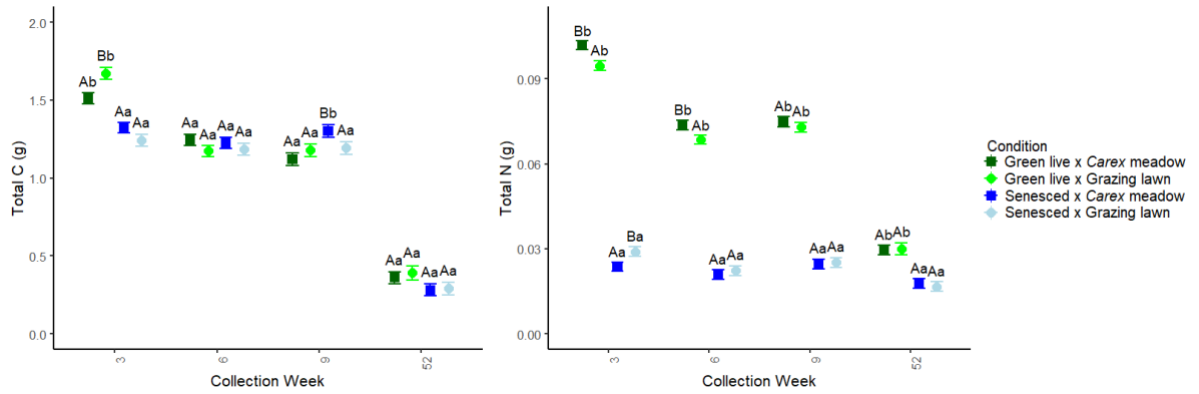 2.0
1.5
1.0
0.5
0.0
Total C (g)
Ab
Bb
Aa
Aa
Aa
Aa
Aa
Aa
Aa
Aa
Bb
Aa
Aa
Aa
Aa
Aa
3
6
9
52
Collection Week
0.09
0.06
0.03
0.00
Total N (g)
Bb
Ab
Aa
Ba
Bb
Ab
Aa
Aa
Ab
Ab
Aa
Aa
Ab
Ab
Aa
Aa
3
6
9
52
Collection Week
Condition
Green live x Carex meadow
Green live x Grazing lawn
Senesced x Carex meadow
Senesced x Grazing lawn